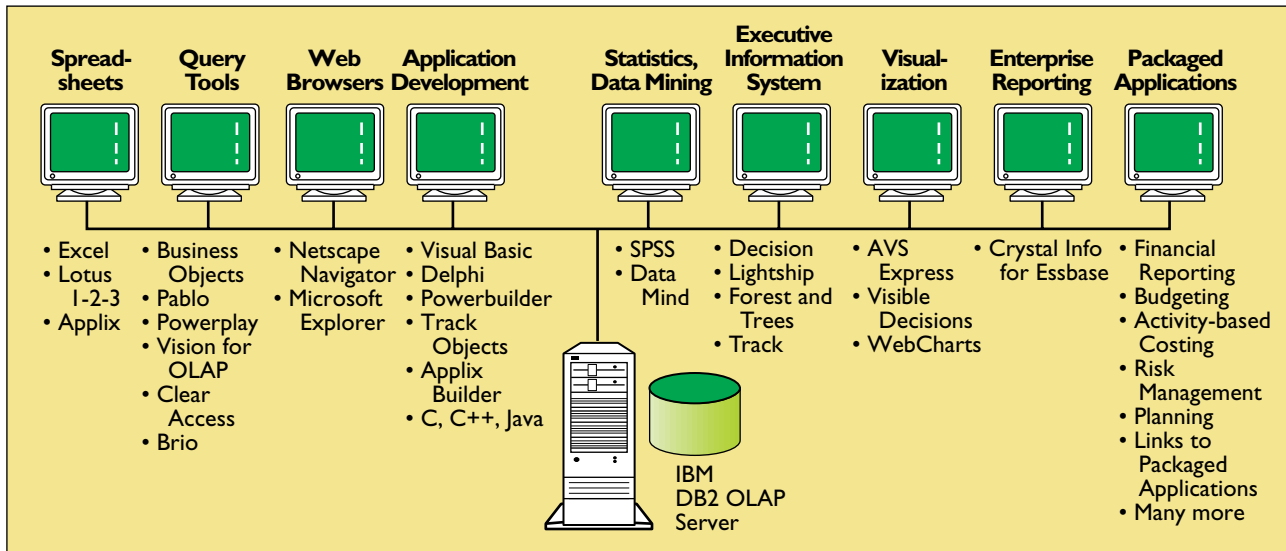 Spread-
sheets
Query
Tools
Web
Browsers
Application
Development
Statistics,
Data Mining
Executive
Information
System
Visual-
ization
Enterprise
Reporting
Packaged
Applications
• Excel
• Lotus
1-2-3
• Applix
• Business
Objects
• Pablo
• Powerplay
• Vision for
OLAP
• Clear
Access
• Brio
• Netscape
Navigator
• Microsoft
Explorer
• Visual Basic
• Delphi
• Powerbuilder
• Track
Objects
• Applix
Builder
• C, C++, Java
• SPSS
• Data
Mind
• Decision
• Lightship
• Forest and
Trees
• Track
• AVS
Express
• Visible
Decisions
• WebCharts
• Crystal Info
for Essbase
• Financial
Reporting
• Budgeting
• Activity-based
Costing
• Risk
Management
• Planning
• Links to
Packaged
Applications
• Many more
IBM
DB2 OLAP
Server